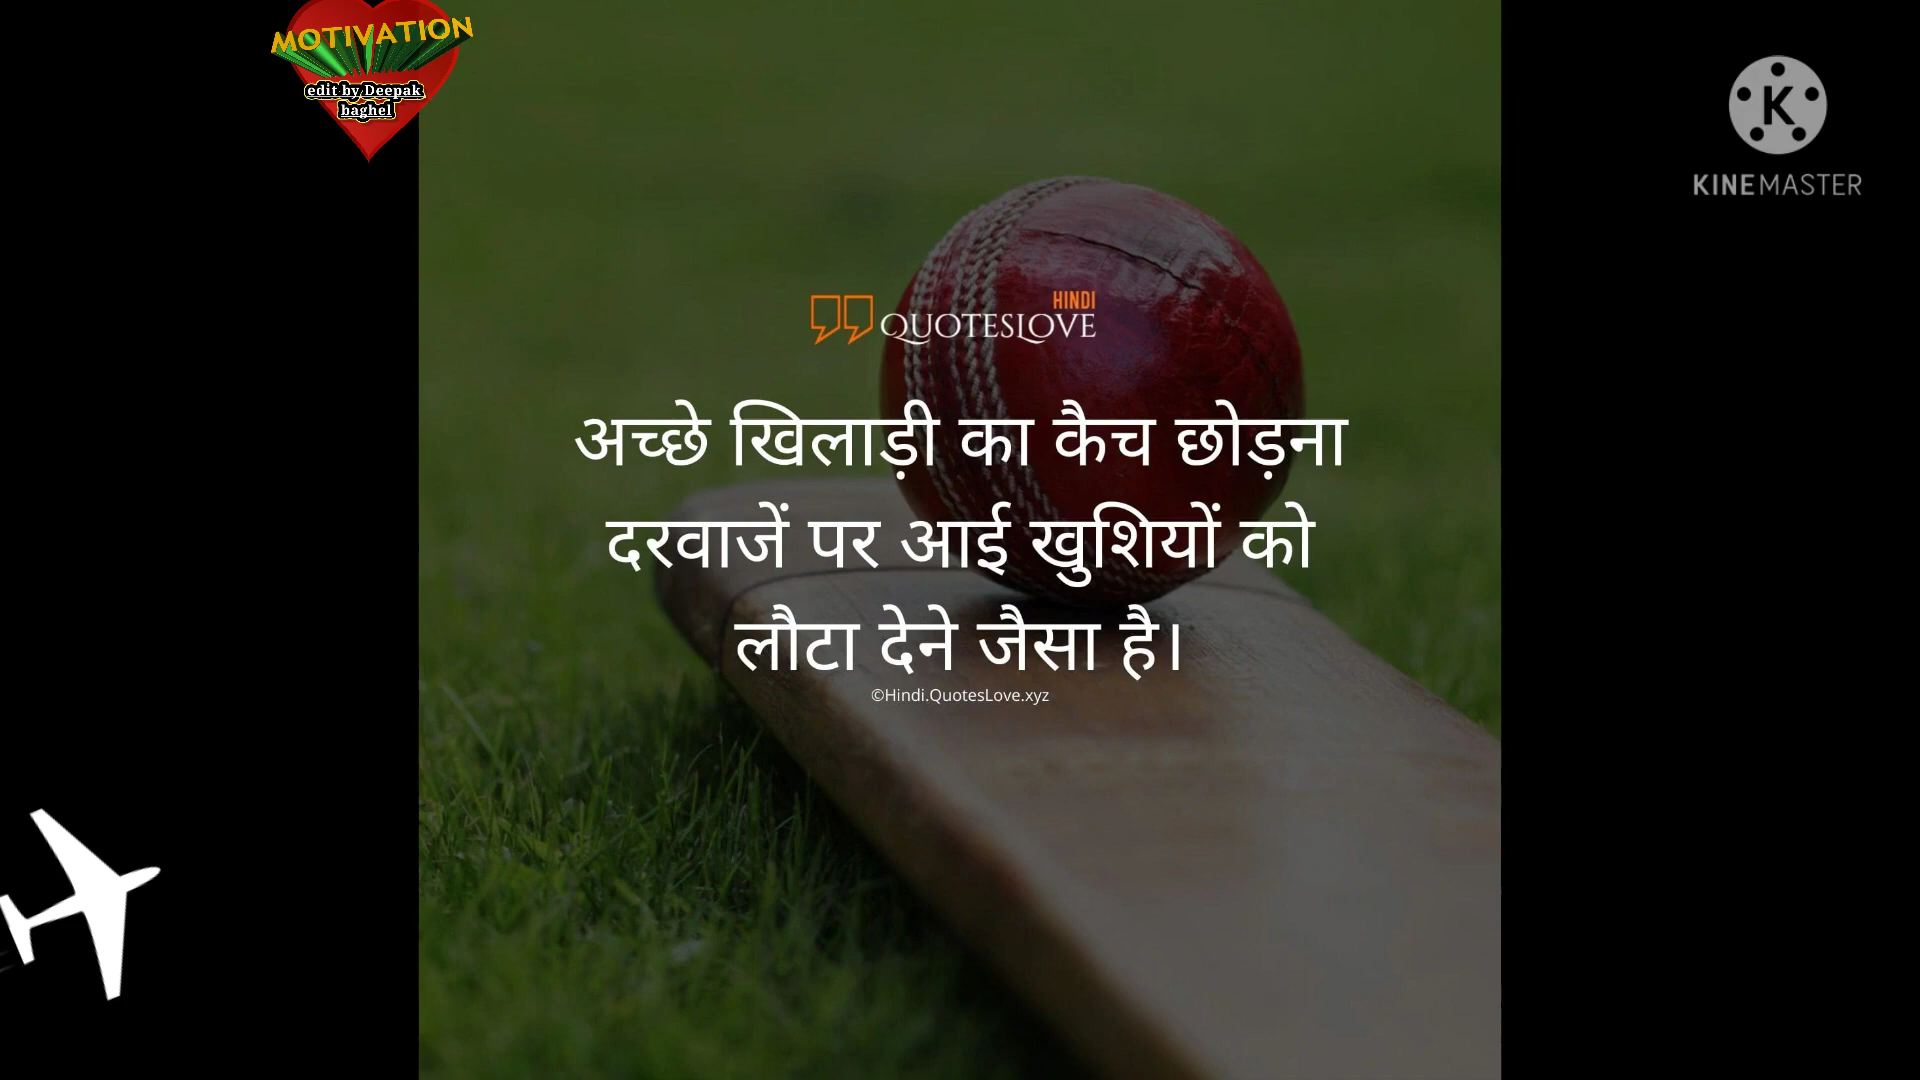 MOTIVATION
edit by Deepak
baghel
K
KINEMASTER
HINDI
QUOTESLOVE
अच्छे खिलाड़ी का कैच छोड़ना
दरवाजें पर आई खुशियों को
लौटा देने जैसा है।
©Hindi.QuotesLove.xyz